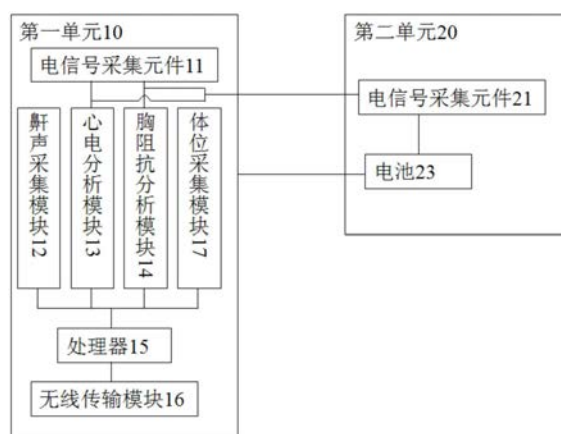 第一单元10
电信号采集元件11
鼾声采集模块12
心电分析模块13
胸阻抗分析模块14
体位采集模块17
处理器15
无线传输模块16
第二单元20
电信号采集元件21
电池23